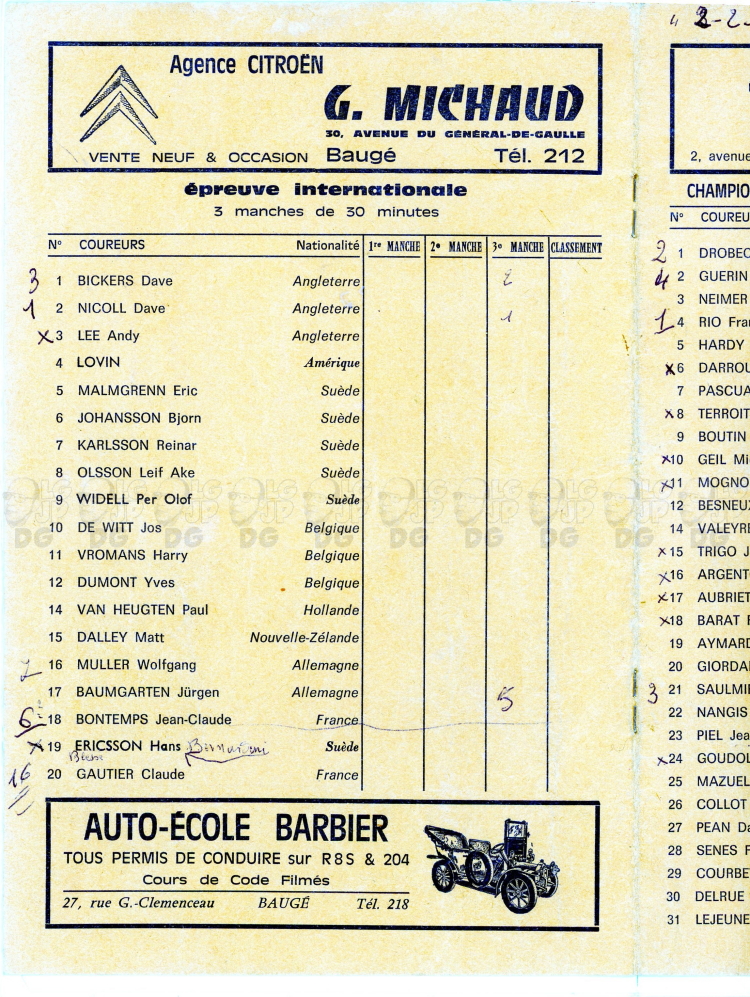 Agence CITROËN
G. MICHAUD
30, AVENUE DU GÉNÉRAL-DE-GAULLE
VENTE NEUF & OCCASION Baugé Tél. 212
épreuve internationale
3 manches de 30 minutes
N° COUREURS Nationalité 1re MANCHE 2e MANCHE 3e MANCHE CLASSEMENT
3 1 BICKERS Dave Angleterre 2
1 2 NICOLL Dave Angleterre 1
x 3 LEE Andy Angleterre
4 LOVIN Amérique
5 MALMGRENN Eric Suède
6 JOHANSSON Bjorn Suède
7 KARLSSON Reinar Suède
8 OLSSON Leif Ake Suède
9 WIDELL Per Olof Suède
10 DE WITT Jos Belgique
11 VROMANS Harry Belgique
12 DUMONT Yves Belgique
14 VAN HEUGTEN Paul Hollande
15 DALLEY Matt Nouvelle-Zélande
16 MULLER Wolfgang Allemagne
17 BAUMGARTEN Jürgen Allemagne 5
6 18 BONTEMPS Jean-Claude France
x 19 ERICSSON Hans Suède
16 20 GAUTIER Claude France
AUTO-ÉCOLE BARBIER
TOUS PERMIS DE CONDUIRE sur R8S & 204
Cours de Code Filmés
27, rue G.-Clemenceau BAUGÉ Tél. 218
2, avenue
CHAMPIO
N° COUREU
2 1 DROBEC
4 2 GUERIN
3 NEIMER
1 4 RIO Fra
5 HARDY
x 6 DARROU
7 PASCUA
x 8 TERROIT
9 BOUTIN
x 10 GEIL Mi
x 11 MOGNO
12 BESNEUX
14 VALEYRE
x 15 TRIGO J
x 16 ARGENT
x 17 AUBRIET
x 18 BARAT
19 AYMARD
20 GIORDA
3 21 SAULMI
22 NANGIS
23 PIEL Jea
x 24 GOUDOL
25 MAZUEL
26 COLLOT
27 PEAN Da
28 SENES F
29 COURBE
30 DELRUE
31 LEJEUNE
LG JP DG